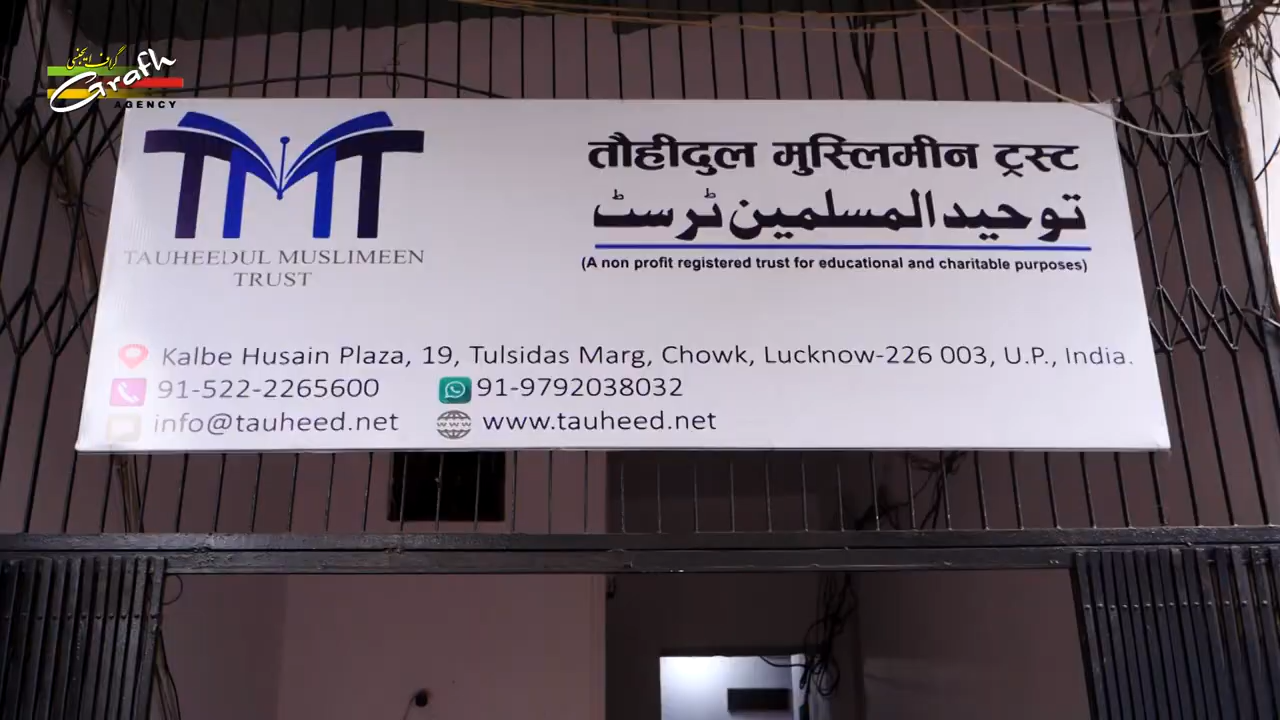 گراف ایجنسی
Grafh
AGENCY
TMT
TAUHEEDUL MUSLIMEEN
TRUST
तौहीदुल मुस्लिमीन ट्रस्ट
توحیدالمسلمین ٹرسٹ
(A non profit registered trust for educational and charitable purposes)
Kalbe Husain Plaza, 19, Tulsidas Marg, Chowk, Lucknow-226 003, U.P., India.
91-522-2265600 91-9792038032
info@tauheed.net www.tauheed.net